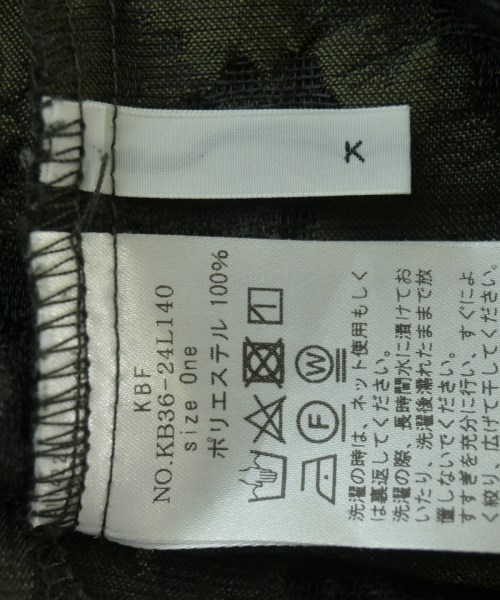 K
KBF
NO.KB36-24L140
size One
ポリエステル 100%
F
W
洗濯の時は、ネット使用もしく
は裏返してください。
洗濯の際、長時間水に漬けてお
いたり、洗濯後濡れたままで放
置しないでください。
すすぎを充分に行い、すぐによ
く絞り、広げて干してください。